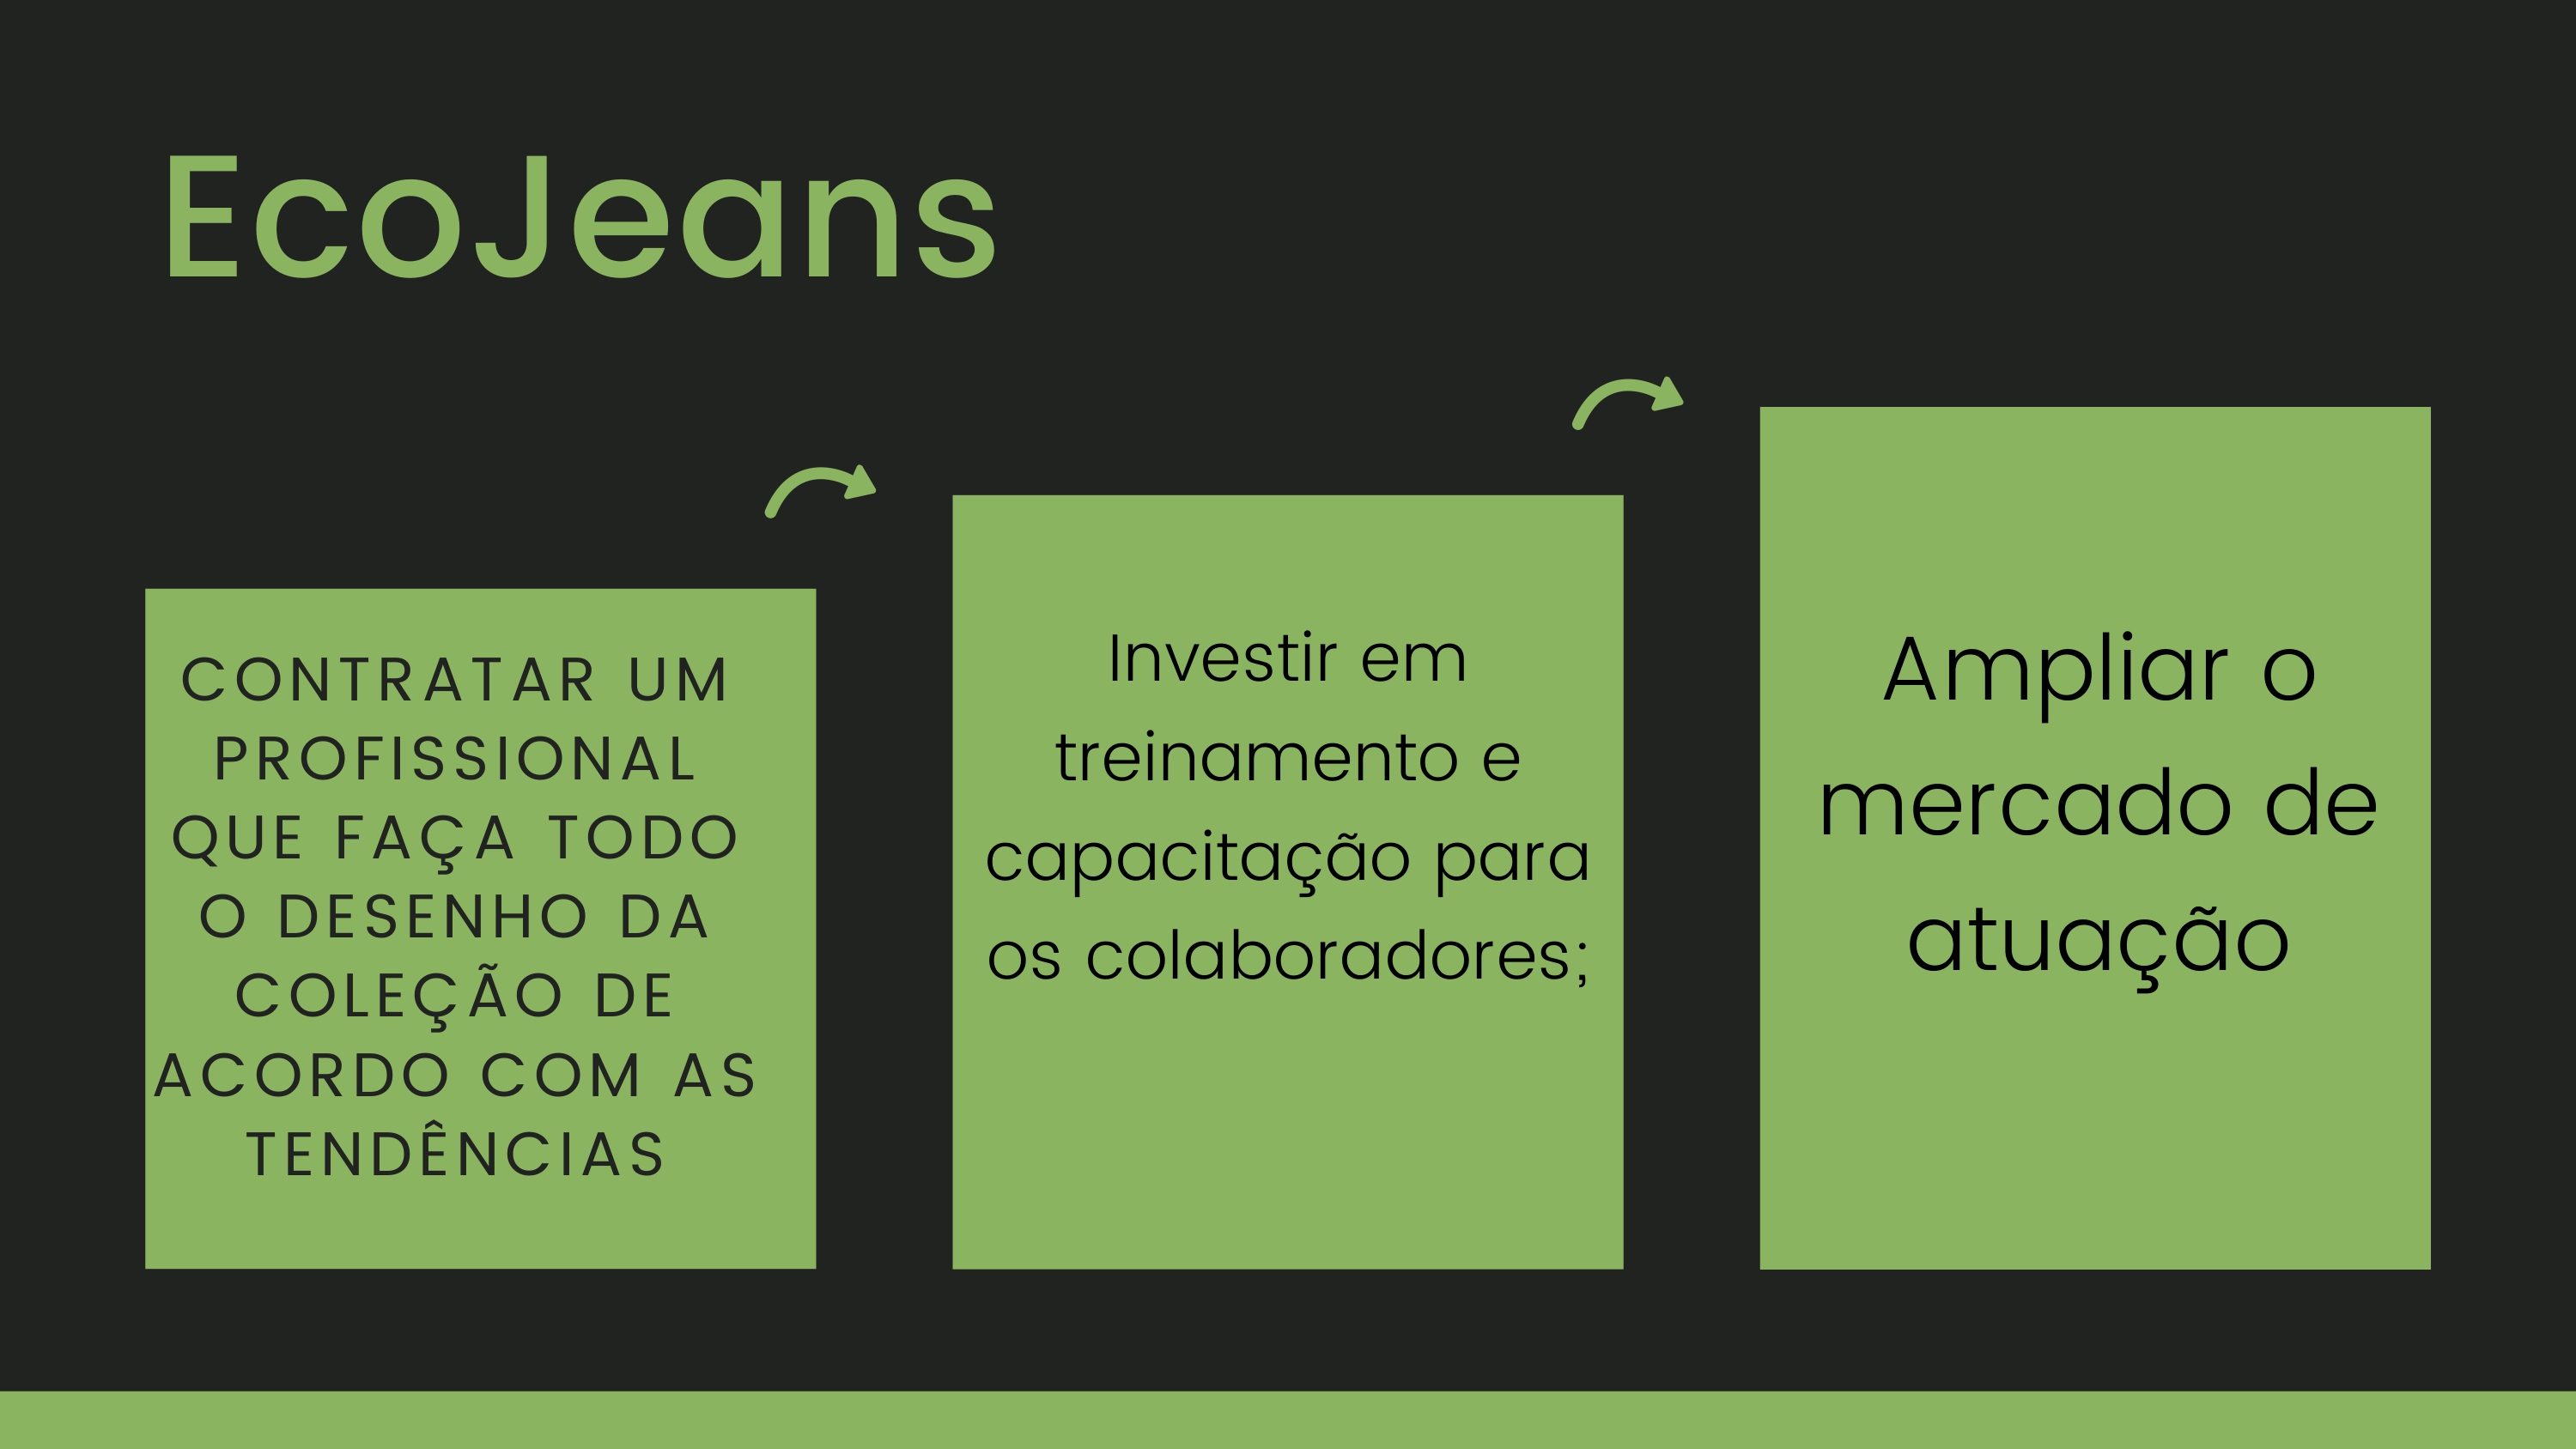 EcoJeans
CONTRATAR UM
PROFISSIONAL
QUE FAÇA TODO
O DESENHO DA
COLEÇÃO DE
ACORDO COM AS
TENDÊNCIAS
Investir em
treinamento e
capacitação para
os colaboradores;
Ampliar o
mercado de
atuação